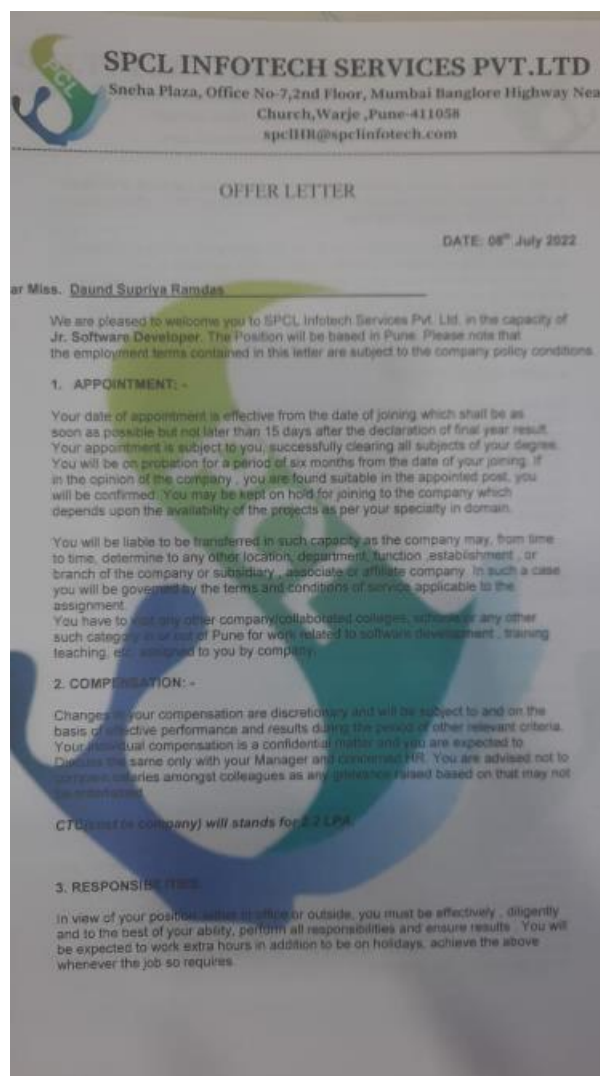 PCL
SPCL INFOTECH SERVICES PVT.LTD
Sneha Plaza, Office No-7,2nd Floor, Mumbai Banglore Highway Nea
Church,Warje ,Pune-411058
spclHR@spclinfotech.com
OFFER LETTER
DATE: 08th July 2022
ar Miss. Daund Supriya Ramdas
We are pleased to welcome you to SPCL Infotech Services Pvt. Ltd. in the capacity of
Jr. Software Developer. The Position will be based in Pune. Please note that
the employment terms contained in this letter are subject to the company policy conditions.
1. APPOINTMENT: -
Your date of appointment is effective from the date of joining which shall be as
soon as possible but not later than 15 days after the declaration of final year result.
Your appointment is subject to you, successfully clearing all subjects of your degree.
You will be on probation for a period of six months from the date of your joining. If
in the opinion of the company , you are found suitable in the appointed post, you
will be confirmed. You may be kept on hold for joining to the company which
depends upon the availability of the projects as per your specialty in domain.
You will be liable to be transferred in such capacity as the company may, from time
to time, determine to any other location, department, function ,establishment , or
branch of the company or subsidiary , associate or affiliate company. In such a case
you will be governed by the terms and conditions of service applicable to the
assignment.
You have to visit any other company/collaborated colleges, schools or any other
such category in or out of Pune for work related to software development , training
teaching, etc. assigned to you by company.
2. COMPENSATION: -
Changes in your compensation are discretionary and will be subject to and on the
basis of effective performance and results during the period of other relevant criteria.
Your individual compensation is a confidential matter and you are expected to
Discuss the same only with your Manager and concerned HR. You are advised not to
compare salaries amongst colleagues as any grievance raised based on that may not
be entertained.
CTC(cost to company) will stands for LPA.
3. RESPONSIBILITIES:
In view of your position, either in office or outside, you must be effectively , diligently
and to the best of your ability, perform all responsibilities and ensure results . You will
be expected to work extra hours in addition to be on holidays, achieve the above
whenever the job so requires.